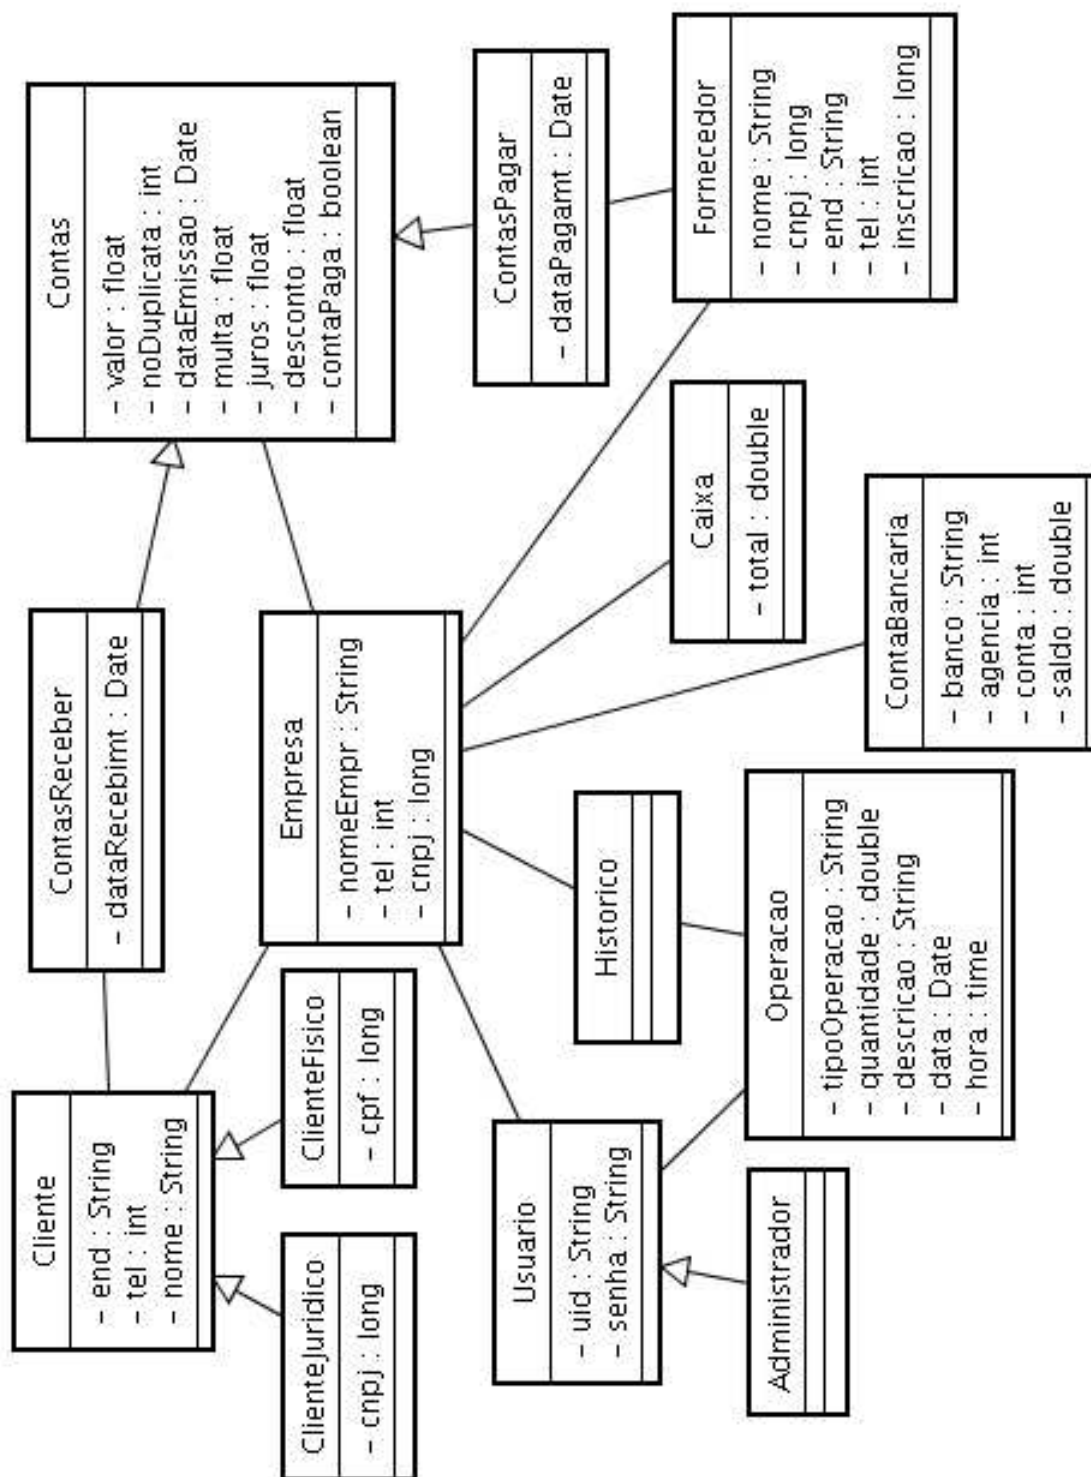 Cliente
- end : String
- tel : int
- nome : String
ContasReceber
- dataRecebimt : Date
Contas
- valor : float
- noDuplicata : int
- dataEmissao : Date
- multa : float
- juros : float
- desconto : float
- contaPaga : boolean
ClienteJuridico
- cnpj : long
ClienteFisico
- cpf : long
Empresa
- nomeEmpr : String
- tel : int
- cnpj : long
ContasPagar
- dataPagamt : Date
Usuario
- uid : String
- senha : String
Historico
Caixa
- total : double
Fornecedor
- nome : String
- cnpj : long
- end : String
- tel : int
- inscricao : long
Administrador
Operacao
- tipoOperacao : String
- quantidade : double
- descricao : String
- data : Date
- hora : time
ContaBancaria
- banco : String
- agencia : int
- conta : int
- saldo : double